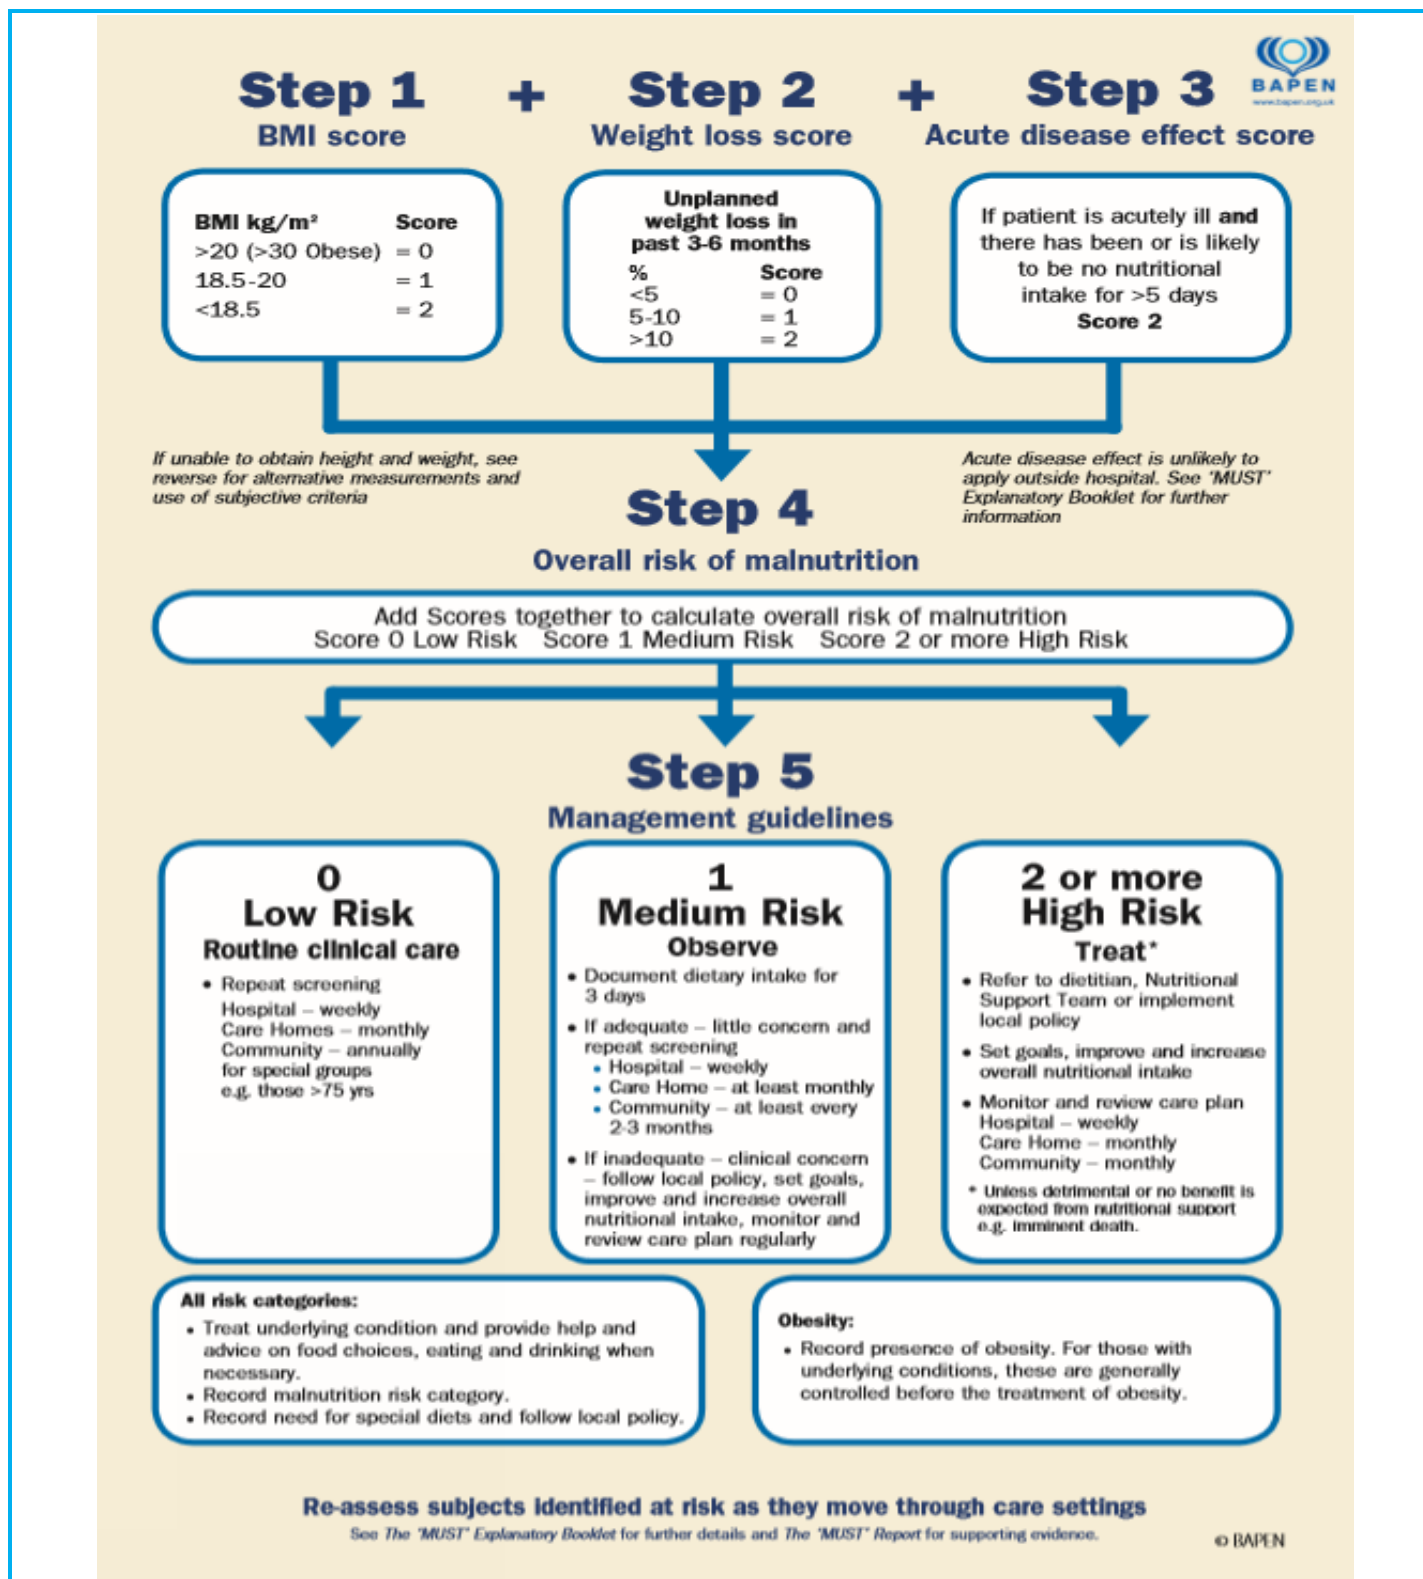 Step 1 + Step 2 + Step 3
BAPEN
www.bapen.org.uk
BMI score
Weight loss score
Acute disease effect score
BMI kg/m² Score
>20 (>30 Obese) = 0
18.5-20 = 1
<18.5 = 2
Unplanned
weight loss in
past 3-6 months
% Score
<5 = 0
5-10 = 1
>10 = 2
If patient is acutely ill and
there has been or is likely
to be no nutritional
intake for >5 days
Score 2
If unable to obtain height and weight, see
reverse for alternative measurements and
use of subjective criteria
Acute disease effect is unlikely to
apply outside hospital. See 'MUST'
Explanatory Booklet for further
information
Step 4
Overall risk of malnutrition
Add Scores together to calculate overall risk of malnutrition
Score 0 Low Risk Score 1 Medium Risk Score 2 or more High Risk
Step 5
Management guidelines
0
Low Risk
Routine clinical care
• Repeat screening
Hospital – weekly
Care Homes – monthly
Community – annually
for special groups
e.g. those >75 yrs
1
Medium Risk
Observe
• Document dietary intake for
3 days
• If adequate – little concern and
repeat screening
• Hospital – weekly
• Care Home – at least monthly
• Community – at least every
2-3 months
• If inadequate – clinical concern
– follow local policy, set goals,
improve and increase overall
nutritional intake, monitor and
review care plan regularly
2 or more
High Risk
Treat*
• Refer to dietitian, Nutritional
Support Team or implement
local policy
• Set goals, improve and increase
overall nutritional intake
• Monitor and review care plan
Hospital – weekly
Care Home – monthly
Community – monthly
* Unless detrimental or no benefit is
expected from nutritional support
e.g. imminent death.
All risk categories:
• Treat underlying condition and provide help and
advice on food choices, eating and drinking when
necessary.
• Record malnutrition risk category.
• Record need for special diets and follow local policy.
Obesity:
• Record presence of obesity. For those with
underlying conditions, these are generally
controlled before the treatment of obesity.
Re-assess subjects identified at risk as they move through care settings
See The 'MUST' Explanatory Booklet for further details and The 'MUST' Report for supporting evidence.
© BAPEN